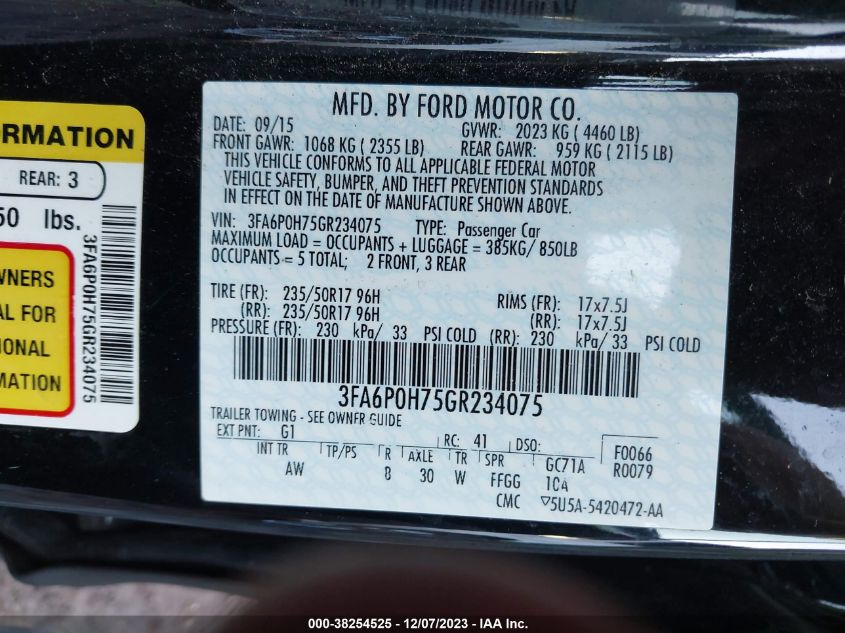 MFD. BY FORD MOTOR CO.
DATE: 09/15 GVWR: 2023 KG ( 4460 LB)
FRONT GAWR: 1068 KG ( 2355 LB) REAR GAWR: 959 KG ( 2115 LB)
THIS VEHICLE CONFORMS TO ALL APPLICABLE FEDERAL MOTOR
VEHICLE SAFETY, BUMPER, AND THEFT PREVENTION STANDARDS
IN EFFECT ON THE DATE OF MANUFACTURE SHOWN ABOVE.
VIN: 3FA6P0H75GR234075 TYPE: Passenger Car
MAXIMUM LOAD = OCCUPANTS + LUGGAGE = 385KG/ 850LB
OCCUPANTS = 5 TOTAL; 2 FRONT, 3 REAR
TIRE (FR): 235/50R17 96H RIMS (FR): 17x7.5J
(RR): 235/50R17 96H (RR): 17x7.5J
PRESSURE (FR): 230 kPa/ 33 PSI COLD (RR): 230 kPa/ 33 PSI COLD
3FA6P0H75GR234075
TRAILER TOWING - SEE OWNER GUIDE
EXT PNT: G1 RC: 41 DSO: F0066
INT TR TP/PS R AXLE TR SPR GC71A R0079
AW 8 30 W FFGG 1C4
CMC ▽5U5A-5420472-AA
RMATION
REAR: 3
50 lbs.
3FA6P0H75GR234075
WNERS
AL FOR
IONAL
MATION
000-38254525 - 12/07/2023 - IAA Inc.